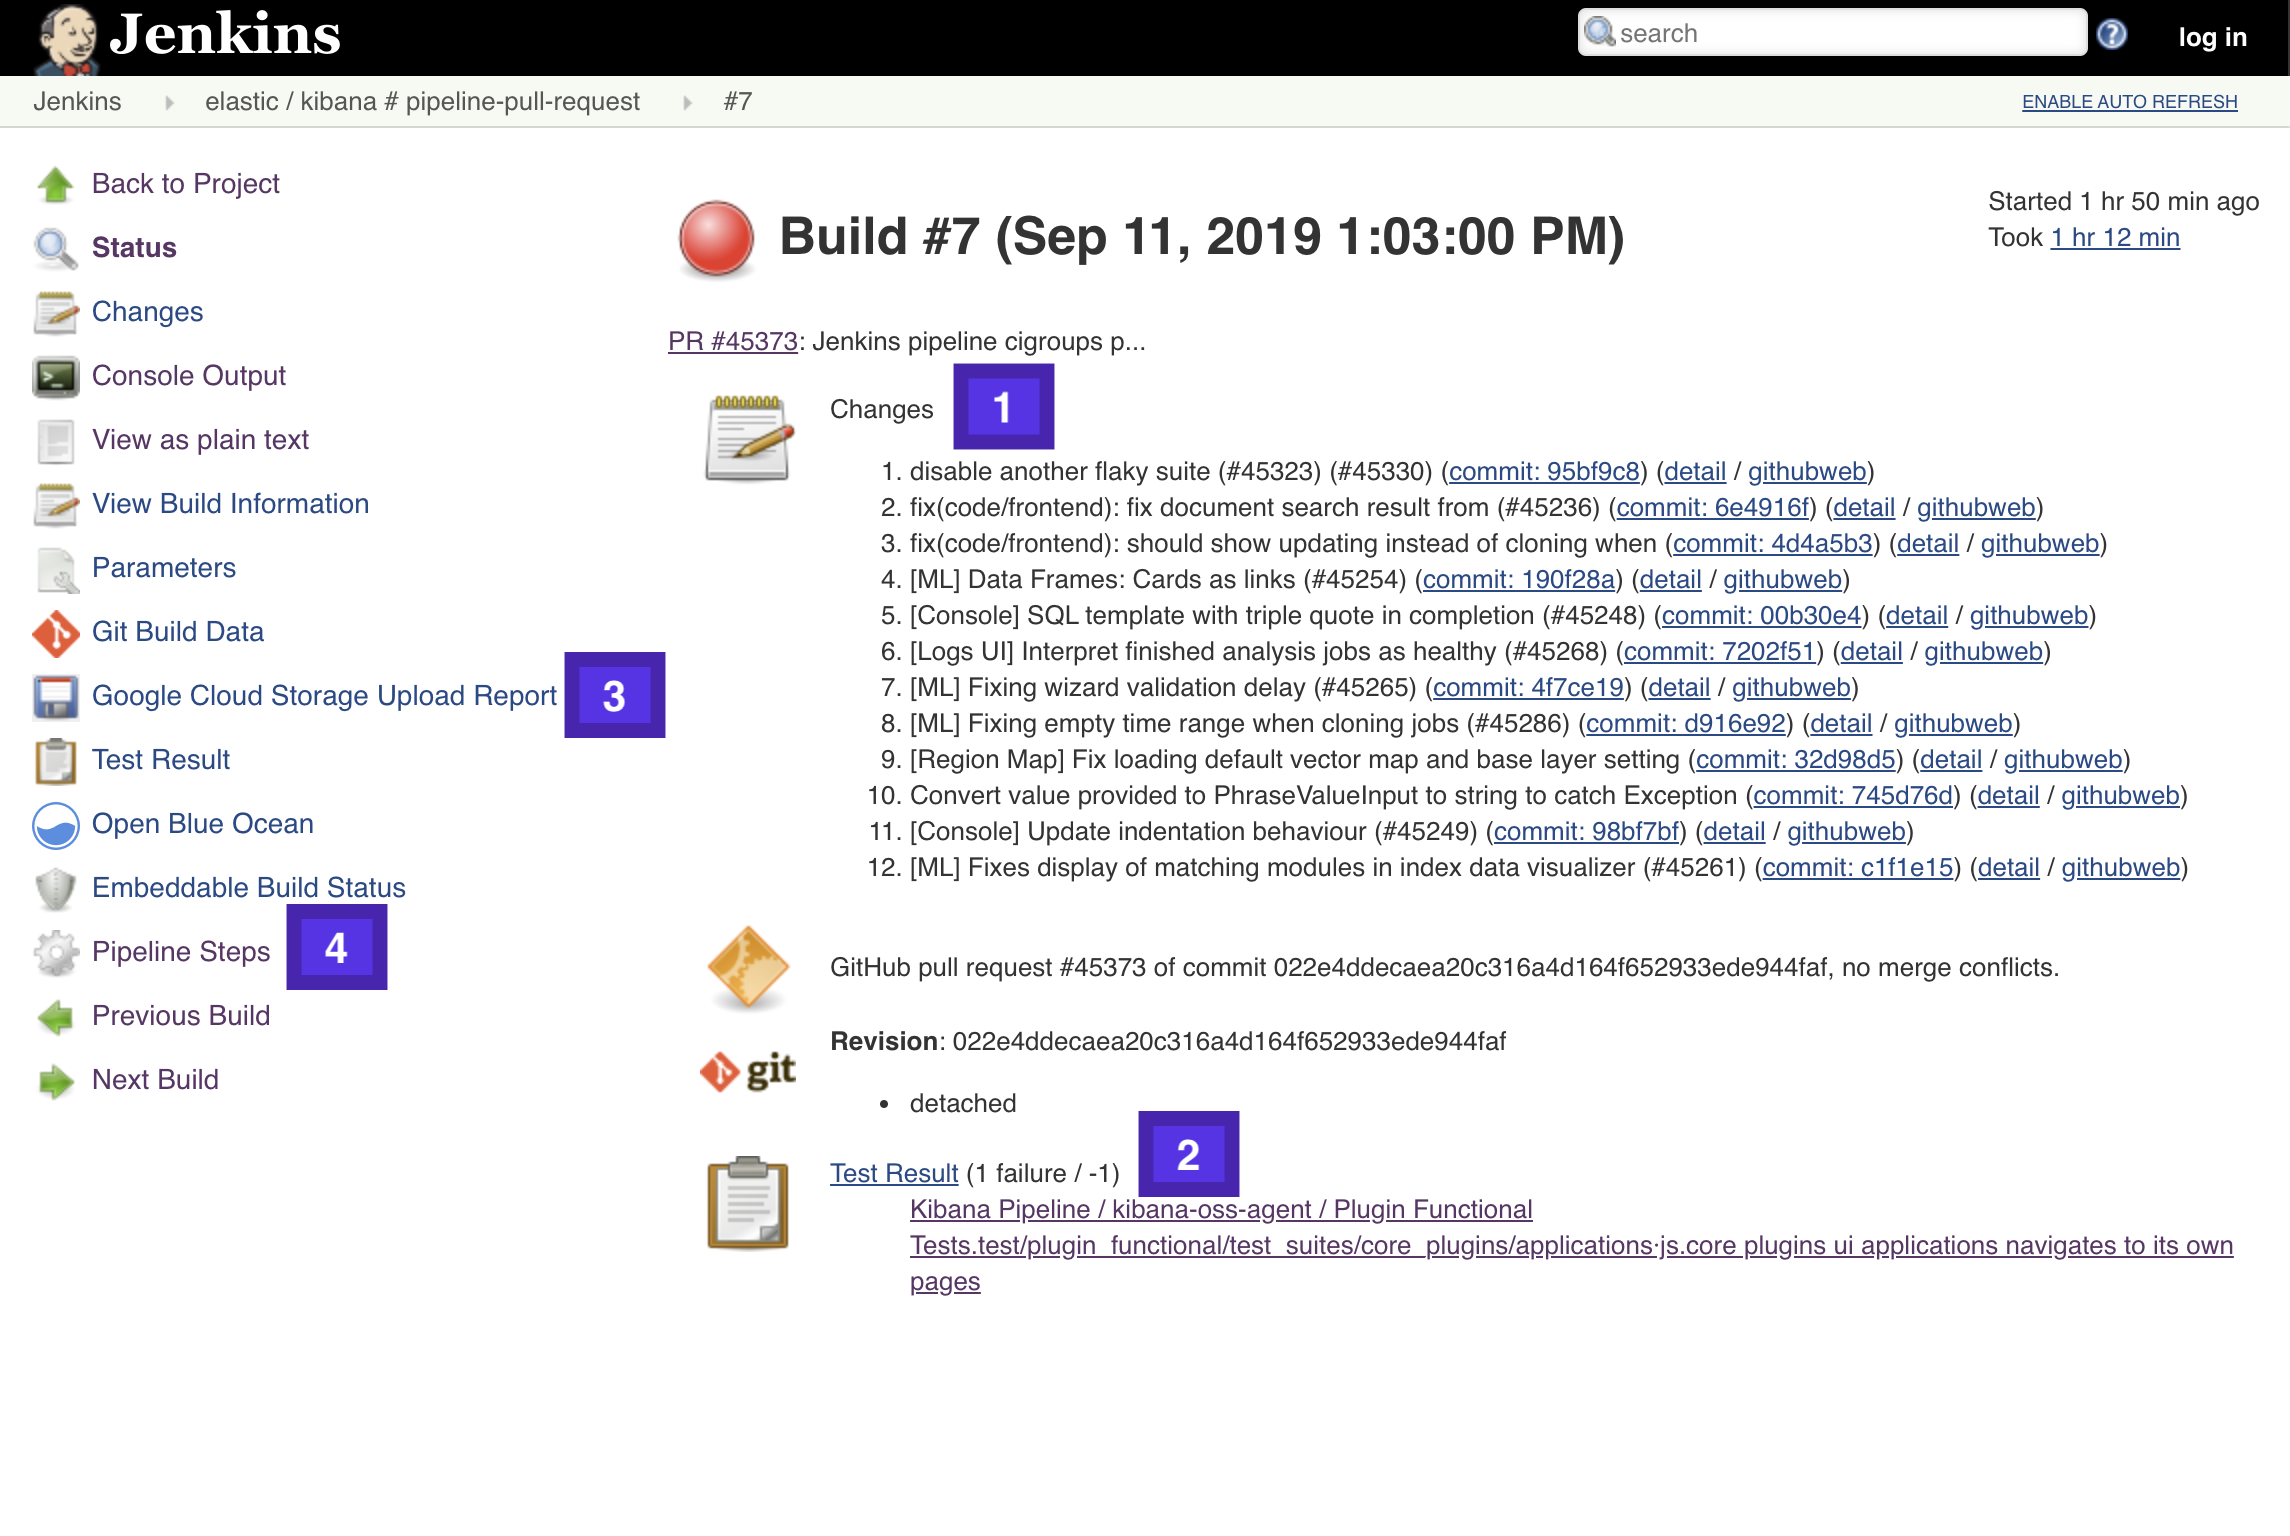 Jenkins
search
log in
Jenkins
elastic / kibana # pipeline-pull-request
#7
ENABLE AUTO REFRESH
Back to Project
Status
Changes
Console Output
View as plain text
View Build Information
Parameters
Git Build Data
Google Cloud Storage Upload Report
3
Test Result
Open Blue Ocean
Embeddable Build Status
Pipeline Steps
4
Previous Build
Next Build
Build #7 (Sep 11, 2019 1:03:00 PM)
Started 1 hr 50 min ago
Took 1 hr 12 min
PR #45373: Jenkins pipeline cigroups p...
Changes
1
1. disable another flaky suite (#45323) (#45330) (commit: 95bf9c8) (detail / githubweb)
2. fix(code/frontend): fix document search result from (#45236) (commit: 6e4916f) (detail / githubweb)
3. fix(code/frontend): should show updating instead of cloning when (commit: 4d4a5b3) (detail / githubweb)
4. [ML] Data Frames: Cards as links (#45254) (commit: 190f28a) (detail / githubweb)
5. [Console] SQL template with triple quote in completion (#45248) (commit: 00b30e4) (detail / githubweb)
6. [Logs UI] Interpret finished analysis jobs as healthy (#45268) (commit: 7202f51) (detail / githubweb)
7. [ML] Fixing wizard validation delay (#45265) (commit: 4f7ce19) (detail / githubweb)
8. [ML] Fixing empty time range when cloning jobs (#45286) (commit: d916e92) (detail / githubweb)
9. [Region Map] Fix loading default vector map and base layer setting (commit: 32d98d5) (detail / githubweb)
10. Convert value provided to PhraseValueInput to string to catch Exception (commit: 745d76d) (detail / githubweb)
11. [Console] Update indentation behaviour (#45249) (commit: 98bf7bf) (detail / githubweb)
12. [ML] Fixes display of matching modules in index data visualizer (#45261) (commit: c1f1e15) (detail / githubweb)
GitHub pull request #45373 of commit 022e4ddecaea20c316a4d164f652933ede944faf, no merge conflicts.
git
Revision: 022e4ddecaea20c316a4d164f652933ede944faf
• detached
Test Result (1 failure / -1)
2
Kibana Pipeline / kibana-oss-agent / Plugin Functional
Tests.test/plugin_functional/test_suites/core_plugins/applications·js.core plugins ui applications navigates to its own
pages